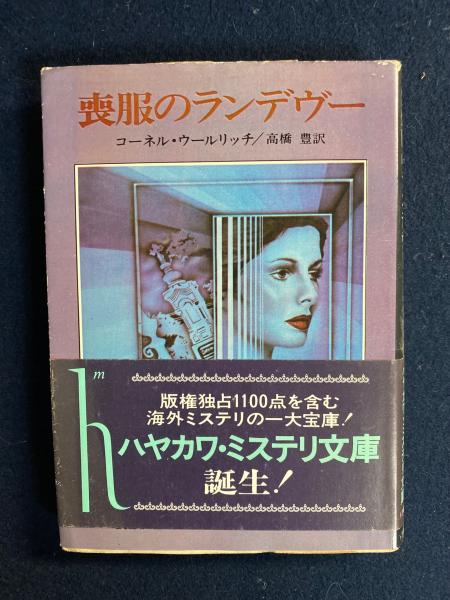 喪服のランデヴー
コーネル・ウールリッチ/高橋 豊訳
hm
版権独占1100点を含む
海外ミステリの一大宝庫!
ハヤカワ・ミステリ文庫
誕生!